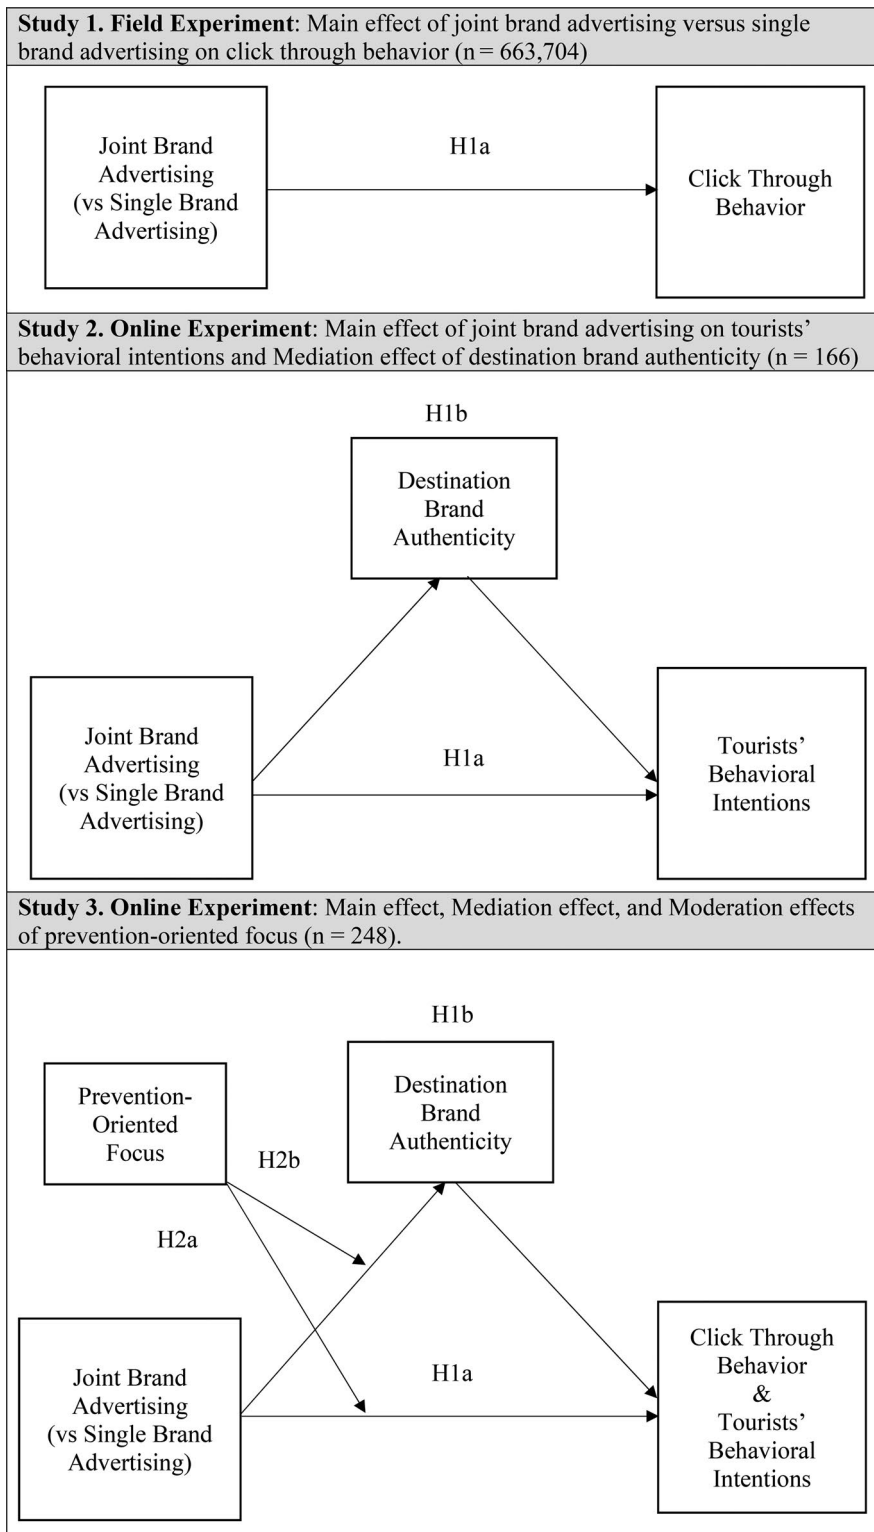 Study 1. Field Experiment: Main effect of joint brand advertising versus single
brand advertising on click through behavior (n = 663,704)
Joint Brand
Advertising
(vs Single Brand
Advertising)
H1a
Click Through
Behavior
Study 2. Online Experiment: Main effect of joint brand advertising on tourists’
behavioral intentions and Mediation effect of destination brand authenticity (n = 166)
H1b
Destination
Brand
Authenticity
Joint Brand
Advertising
(vs Single Brand
Advertising)
H1a
Tourists’
Behavioral
Intentions
Study 3. Online Experiment: Main effect, Mediation effect, and Moderation effects
of prevention-oriented focus (n = 248).
H1b
Prevention-
Oriented
Focus
Destination
Brand
Authenticity
H2b
H2a
Joint Brand
Advertising
(vs Single Brand
Advertising)
H1a
Click Through
Behavior
&
Tourists’
Behavioral
Intentions